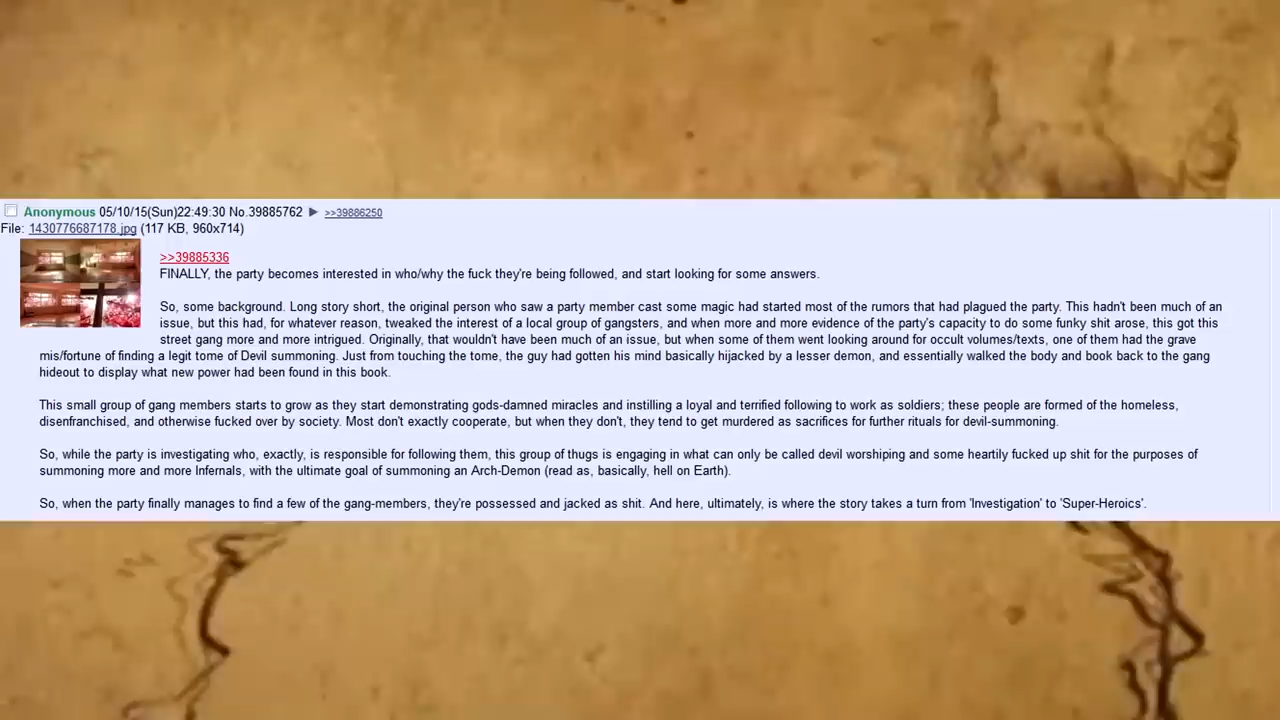 Anonymous 05/10/15(Sun)22:49:30 No.39885762 ▶ >>39886250
File: 1430776687178.jpg (117 KB, 960x714)
>>39885336
FINALLY, the party becomes interested in who/why the fuck they're being followed, and start looking for some answers.
So, some background. Long story short, the original person who saw a party member cast some magic had started most of the rumors that had plagued the party. This hadn't been much of an
issue, but this had, for whatever reason, tweaked the interest of a local group of gangsters, and when more and more evidence of the party's capacity to do some funky shit arose, this got this
street gang more and more intrigued. Originally, that wouldn't have been much of an issue, but when some of them went looking around for occult volumes/texts, one of them had the grave
mis/fortune of finding a legit tome of Devil summoning. Just from touching the tome, the guy had gotten his mind basically hijacked by a lesser demon, and essentially walked the body and book back to the gang
hideout to display what new power had been found in this book.
This small group of gang members starts to grow as they start demonstrating gods-damned miracles and instilling a loyal and terrified following to work as soldiers; these people are formed of the homeless,
disenfranchised, and otherwise fucked over by society. Most don't exactly cooperate, but when they don't, they tend to get murdered as sacrifices for further rituals for devil-summoning.
So, while the party is investigating who, exactly, is responsible for following them, this group of thugs is engaging in what can only be called devil worshiping and some heartily fucked up shit for the purposes of
summoning more and more Infernals, with the ultimate goal of summoning an Arch-Demon (read as, basically, hell on Earth).
So, when the party finally manages to find a few of the gang-members, they're possessed and jacked as shit. And here, ultimately, is where the story takes a turn from 'Investigation' to 'Super-Heroics'.